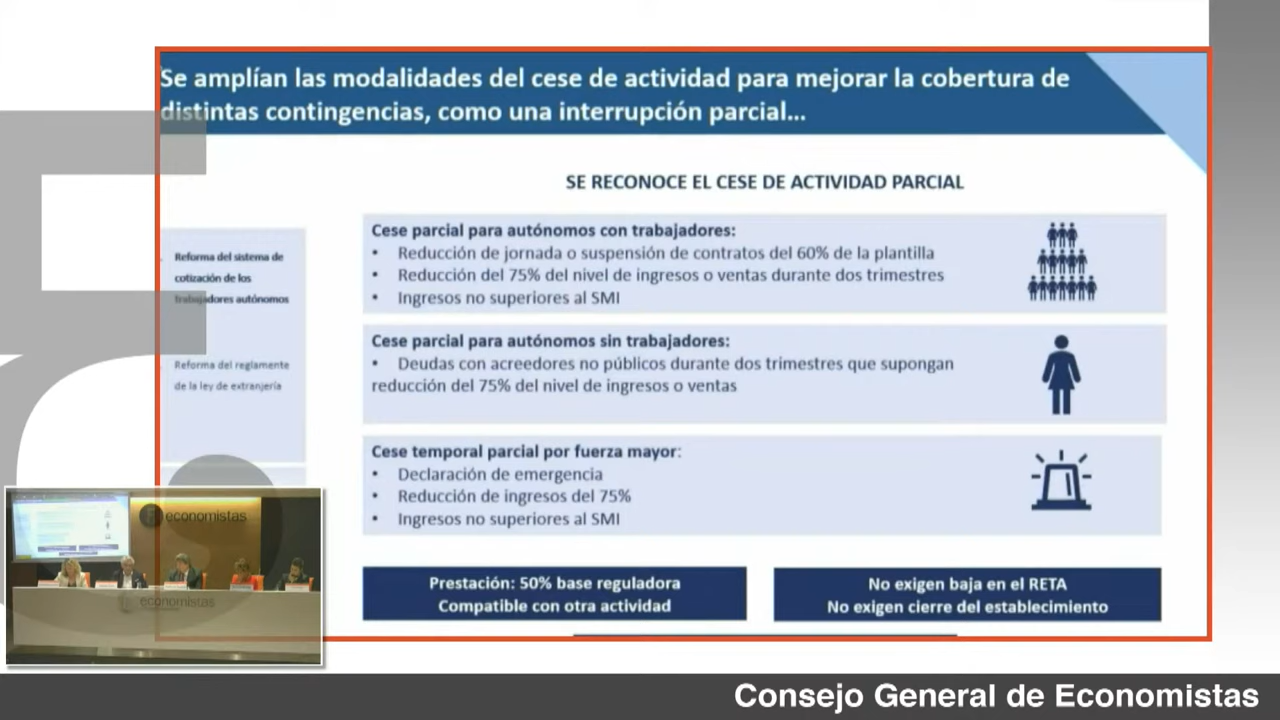 Se amplían las modalidades del cese de actividad para mejorar la cobertura de
distintas contingencias, como una interrupción parcial...
SE RECONOCE EL CESE DE ACTIVIDAD PARCIAL
Reforma del sistema de
cotización de los
trabajadores autónomos
Reforma del reglamente
de la ley de extranjería
Cese parcial para autónomos con trabajadores:
• Reducción de jornada o suspensión de contratos del 60% de la plantilla
• Reducción del 75% del nivel de ingresos o ventas durante dos trimestres
• Ingresos no superiores al SMI
Cese parcial para autónomos sin trabajadores:
• Deudas con acreedores no públicos durante dos trimestres que supongan
reducción del 75% del nivel de ingresos o ventas
Cese temporal parcial por fuerza mayor:
• Declaración de emergencia
• Reducción de ingresos del 75%
• Ingresos no superiores al SMI
Prestación: 50% base reguladora
Compatible con otra actividad
No exigen baja en el RETA
No exigen cierre del establecimiento
economistas
economistas
Consejo General de Economistas